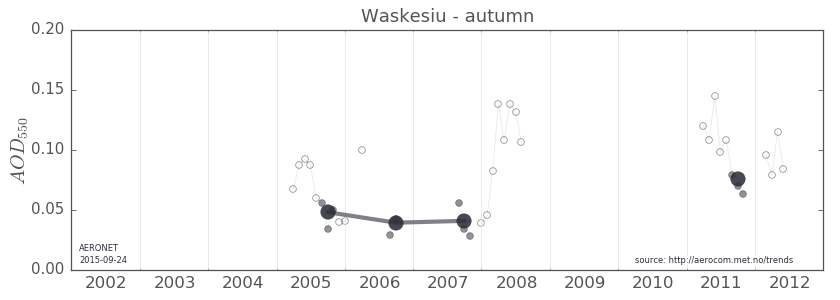 Waskesiu - autumn
0.20
0.15
0.10
0.05
0.00
AOD550
AERONET
2015-09-24
source: http://aerocom.met.no/trends
2002 2003 2004 2005 2006 2007 2008 2009 2010 2011 2012